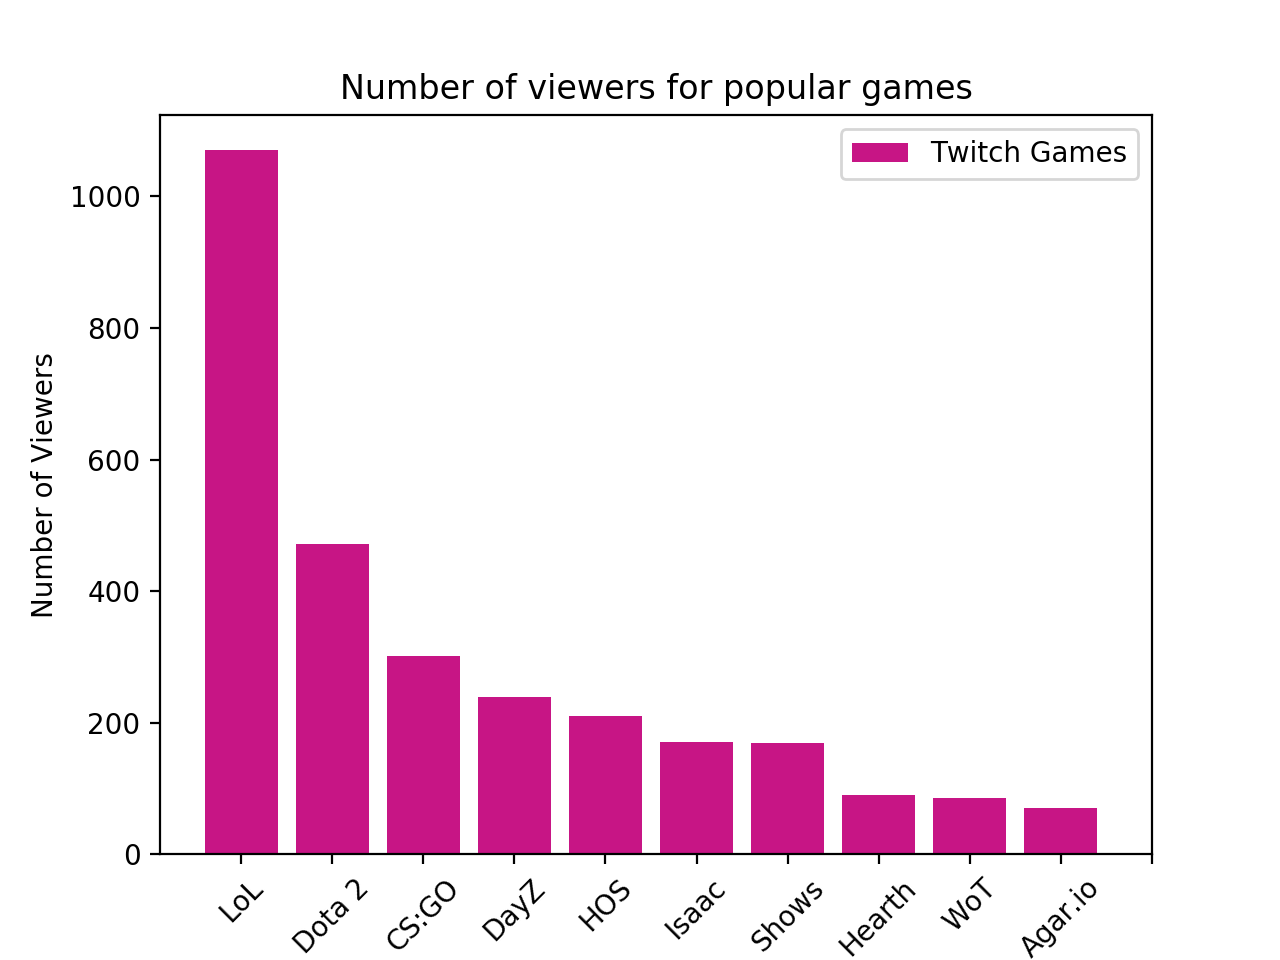 Number of viewers for popular games
Twitch Games
Number of Viewers
1000
800
600
400
200
0
LoL
Dota 2
CS:GO
DayZ
HOS
Isaac
Shows
Hearth
WoT
Agar.io